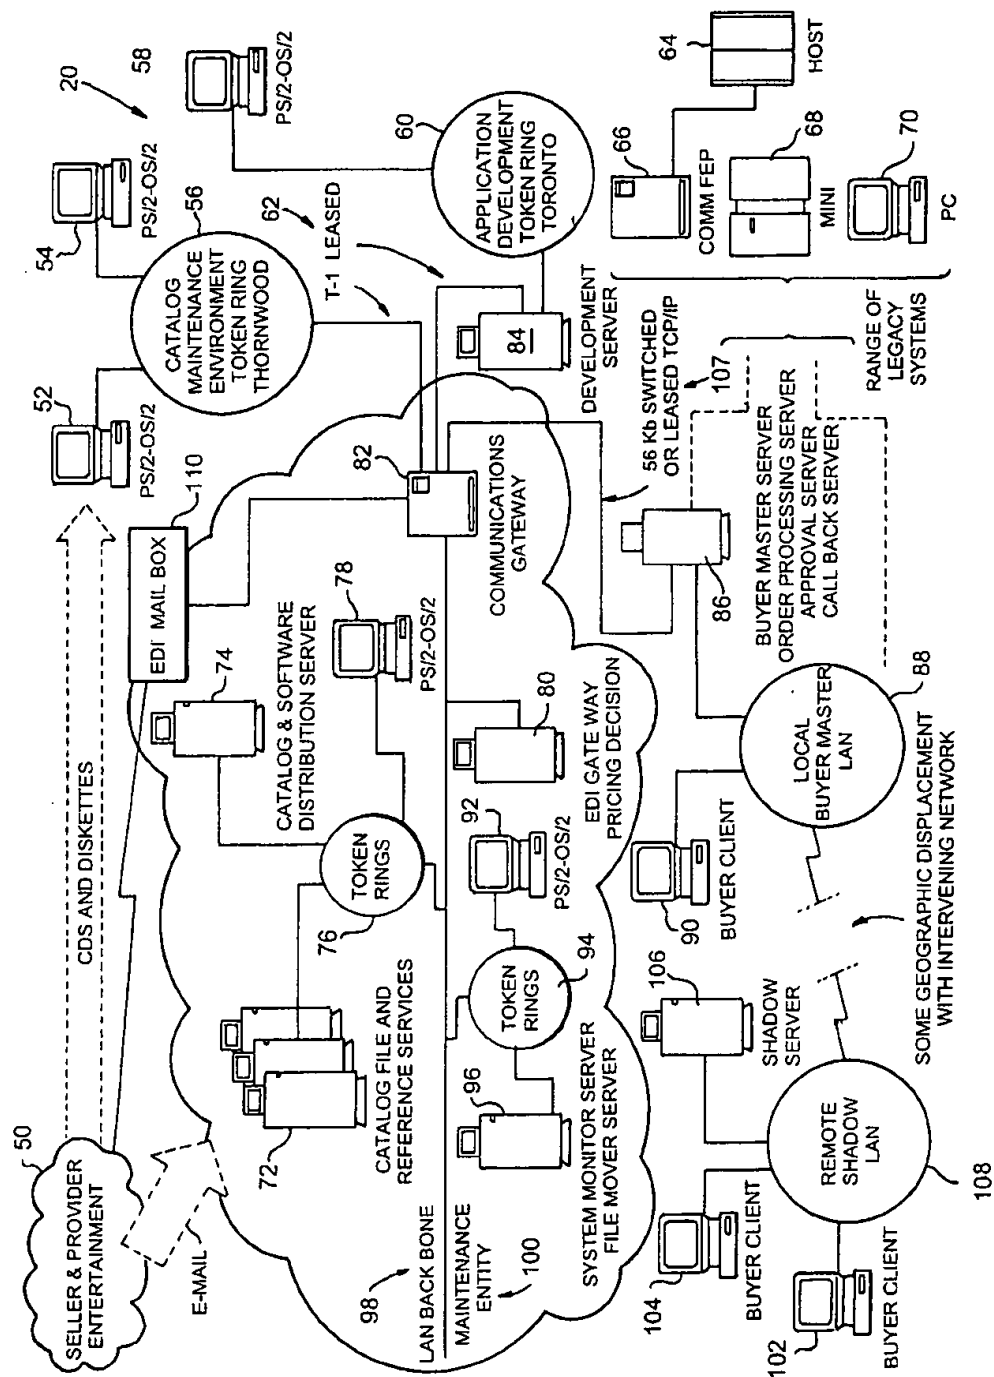 50
SELLER & PROVIDER
ENTERTAINMENT
CDS AND DISKETTES
E-MAIL
52
PS/2-OS/2
54
PS/2-OS/2
20
58
PS/2-OS/2
CATALOG
MAINTENANCE
ENVIRONMENT
TOKEN RING
THORNWOOD
56
62
T-1 LEASED
60
APPLICATION
DEVELOPMENT
TOKEN RING
TORONTO
EDI MAIL BOX
110
74
CATALOG & SOFTWARE
DISTRIBUTION SERVER
78
PS/2-OS/2
82
COMMUNICATIONS
GATEWAY
84
DEVELOPMENT
SERVER
72
CATALOG FILE AND
REFERENCE SERVICES
76
TOKEN
RINGS
98
LAN BACK BONE
MAINTENANCE
ENTITY
100
96
SYSTEM MONITOR SERVER
FILE MOVER SERVER
TOKEN
RINGS
94
92
PS/2-OS/2
80
EDI GATE WAY
PRICING DECISION
56 Kb SWITCHED
OR LEASED TCP/IP
107
64
HOST
66
COMM FEP
68
MINI
70
PC
RANGE OF
LEGACY
SYSTEMS
86
BUYER MASTER SERVER
ORDER PROCESSING SERVER
APPROVAL SERVER
CALL BACK SERVER
LOCAL
BUYER MASTER
LAN
88
90
BUYER CLIENT
SOME GEOGRAPHIC DISPLACEMENT
WITH INTERVENING NETWORK
106
SHADOW
SERVER
REMOTE
SHADOW
LAN
108
104
BUYER CLIENT
102
BUYER CLIENT